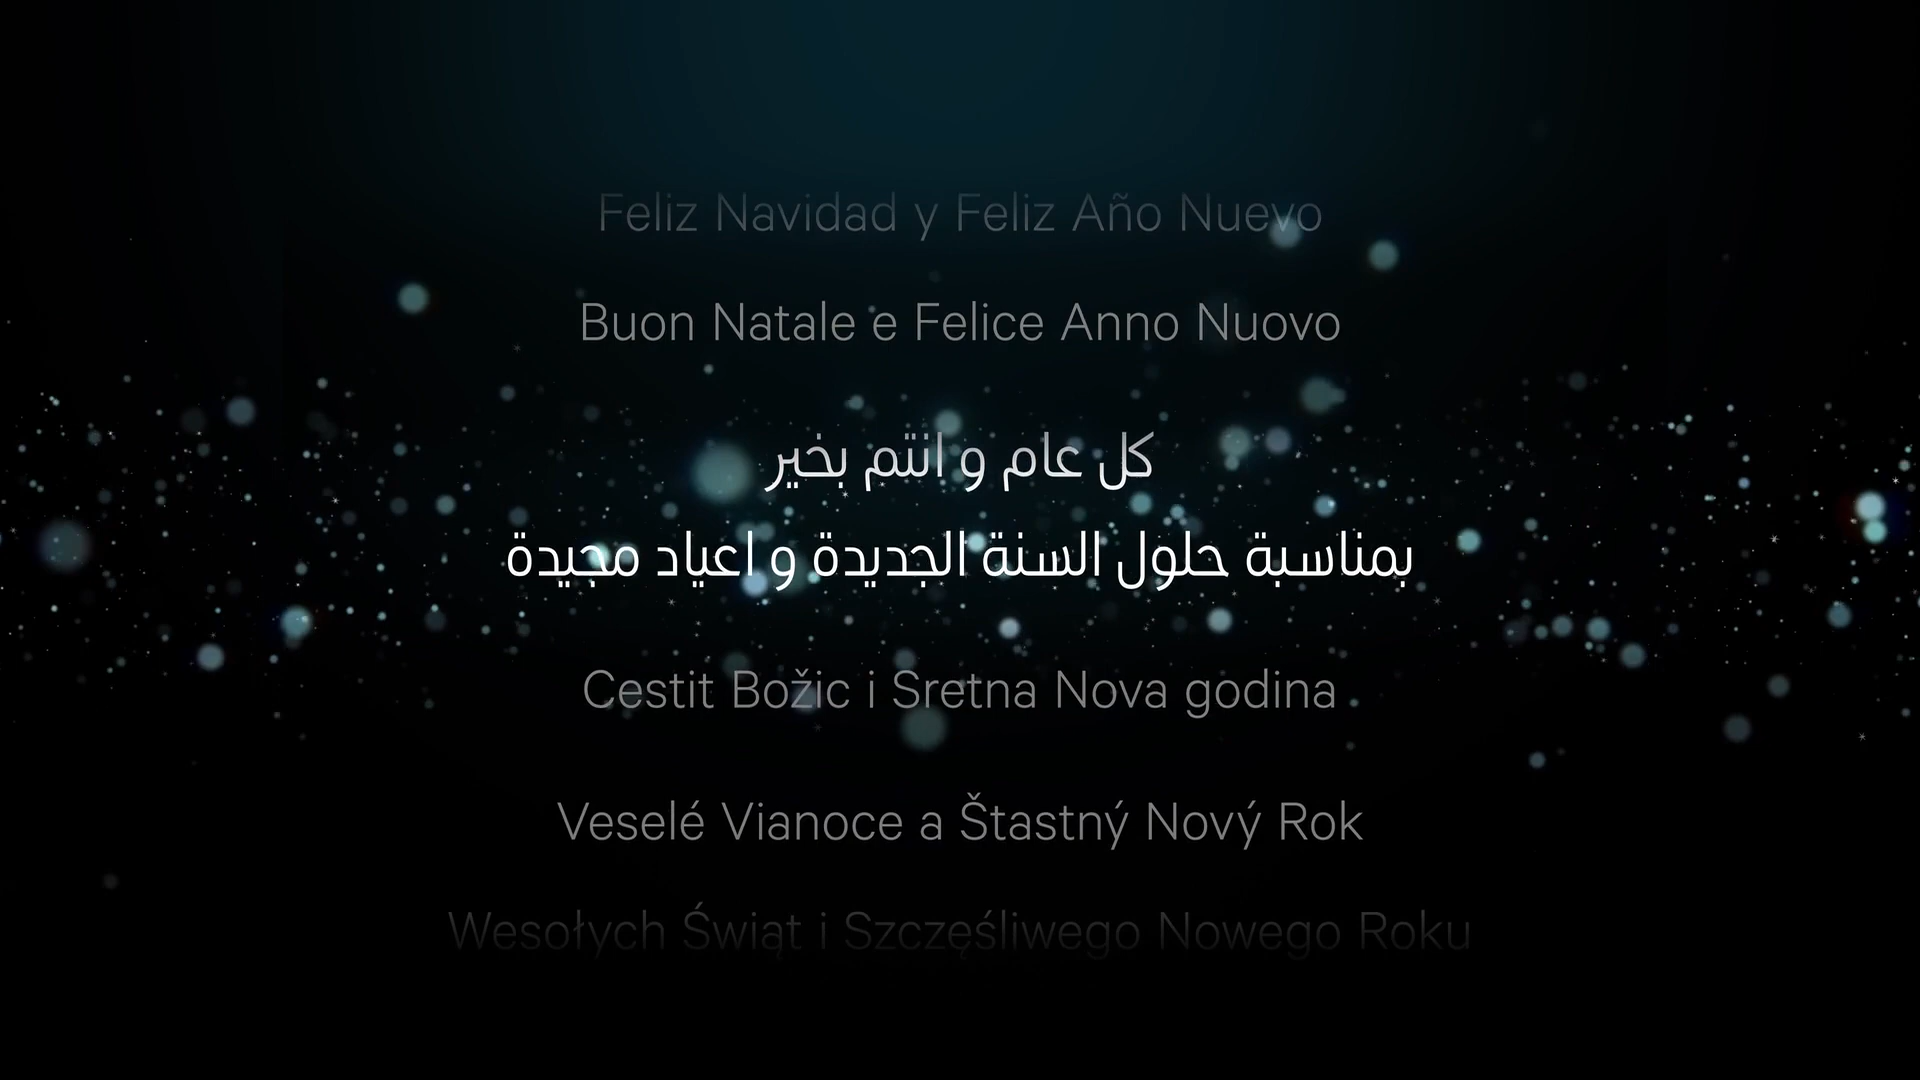 Feliz Navidad y Feliz Año Nuevo
Buon Natale e Felice Anno Nuovo
كل عام و انتم بخير
بمناسبة حلول السنة الجديدة و اعياد مجيدة
Cestit Božic i Sretna Nova godina
Veselé Vianoce a Štastný Nový Rok
Wesołych Świąt i Szczęśliwego Nowego Roku